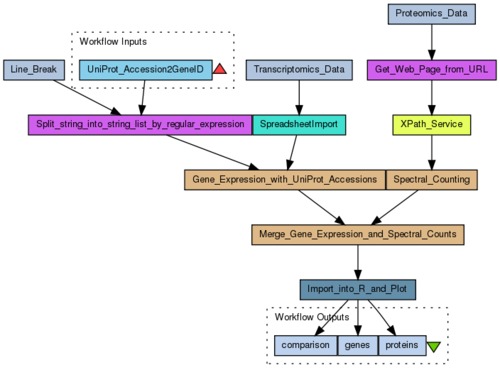 Proteomics_Data
Workflow Inputs
Line_Break
UniProt_Accession2GeneID
Transcriptomics_Data
Get_Web_Page_from_URL
Split_string_into_string_list_by_regular_expression
SpreadsheetImport
XPath_Service
Gene_Expression_with_UniProt_Accessions
Spectral_Counting
Merge_Gene_Expression_and_Spectral_Counts
Import_into_R_and_Plot
Workflow Outputs
comparison
genes
proteins